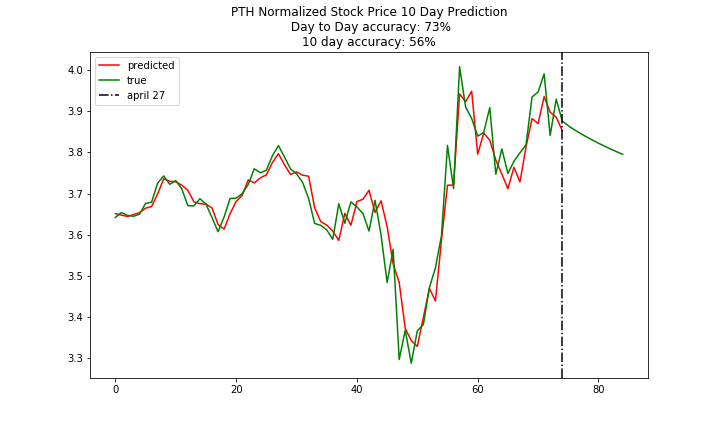 PTH Normalized Stock Price 10 Day Prediction
Day to Day accuracy: 73%
10 day accuracy: 56%
predicted
true
april 27
4.0
3.9
3.8
3.7
3.6
3.5
3.4
3.3
0 20 40 60 80